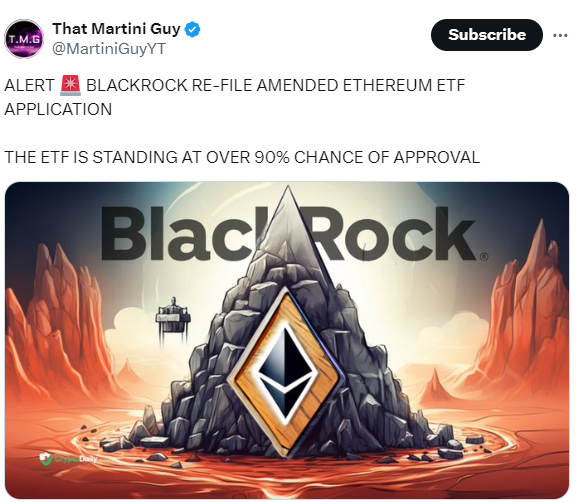 T.M.G
That Martini Guy
@MartiniGuyYT
Subscribe
ALERT 🚨 BLACKROCK RE-FILE AMENDED ETHEREUM ETF
APPLICATION
THE ETF IS STANDING AT OVER 90% CHANCE OF APPROVAL
BlackRock®
CryptoDaily